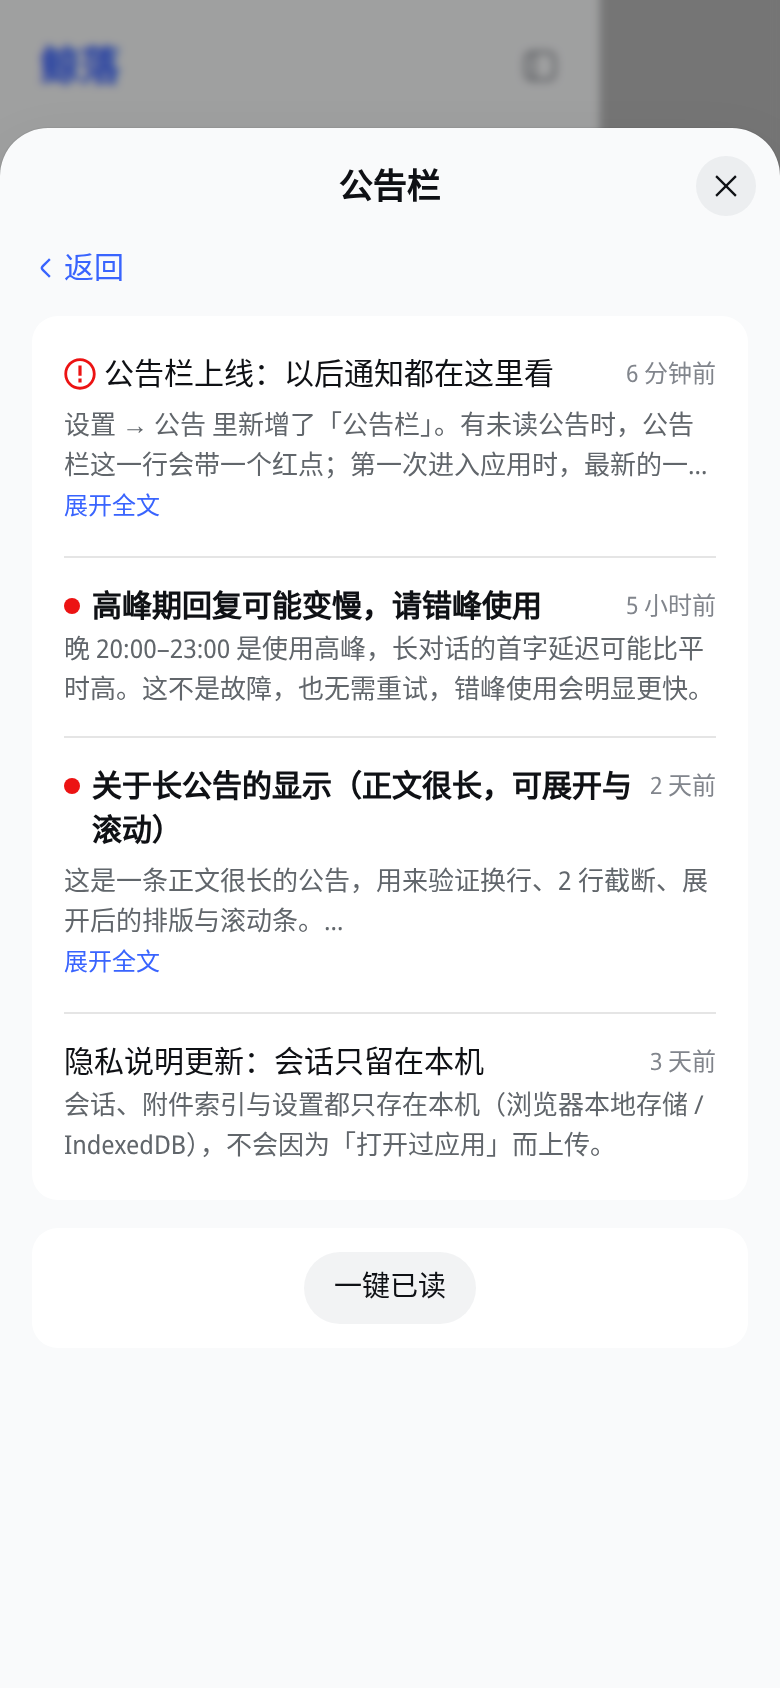 鲸落
公告栏
返回
公告栏上线：以后通知都在这里看
6 分钟前
设置 → 公告 里新增了「公告栏」。有未读公告时，公告
栏这一行会带一个红点；第一次进入应用时，最新的一...
展开全文
高峰期回复可能变慢，请错峰使用
5 小时前
晚 20:00–23:00 是使用高峰，长对话的首字延迟可能比平
时高。这不是故障，也无需重试，错峰使用会明显更快。
关于长公告的显示（正文很长，可展开与
2 天前
滚动）
这是一条正文很长的公告，用来验证换行、2 行截断、展
开后的排版与滚动条。...
展开全文
隐私说明更新：会话只留在本机
3 天前
会话、附件索引与设置都只存在本机（浏览器本地存储 /
IndexedDB），不会因为「打开过应用」而上传。
一键已读